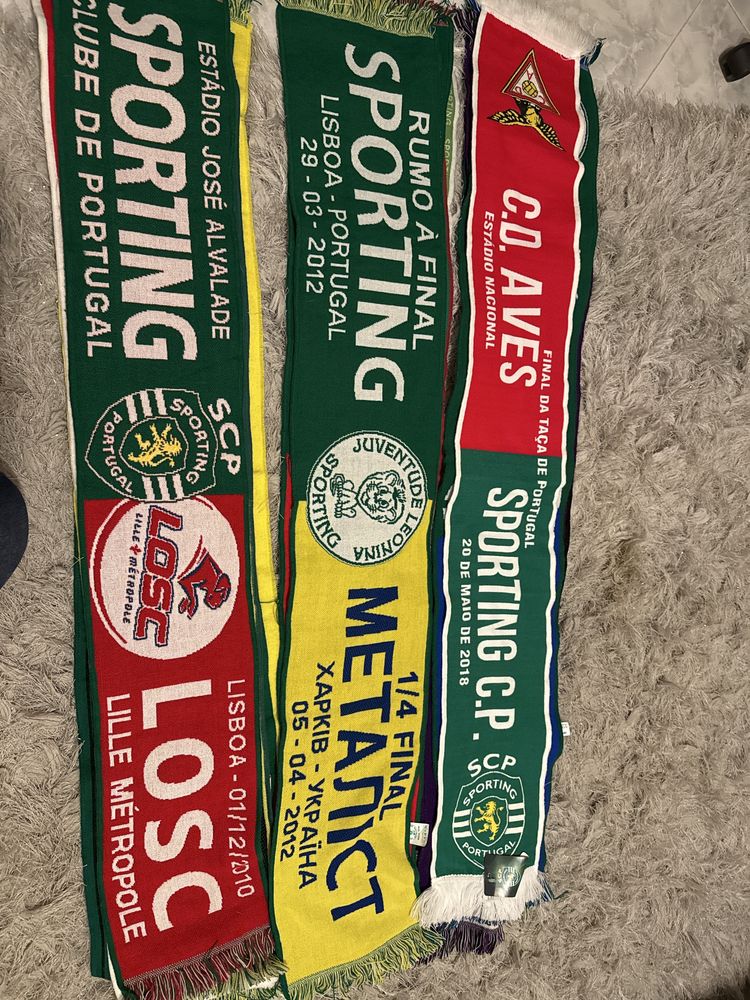 ESTÁDIO JOSÉ ALVALADE
SPORTING
CLUBE DE PORTUGAL
SCP
SPORTING
PORTUGAL
LOSC
LILLE MÉTROPOLE
LISBOA - 01/12/2010
LOSC
LILLE MÉTROPOLE
RUMO À FINAL
SPORTING
LISBOA - PORTUGAL
29 - 03 - 2012
JUVENTUDE LEONINA
SPORTING
1/4 FINAL
МЕТАЛІСТ
ХАРКІВ - УКРАЇНА
05 - 04 - 2012
C.D. AVES
ESTÁDIO NACIONAL
FINAL DA TAÇA DE PORTUGAL
SPORTING C.P.
20 DE MAIO DE 2018
SCP
SPORTING
PORTUGAL